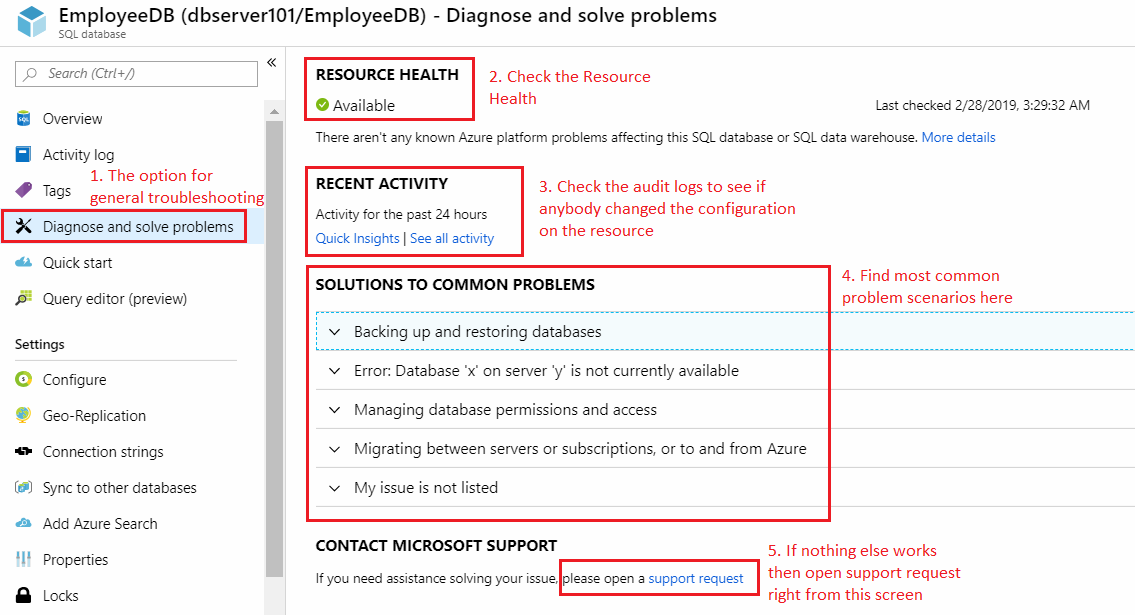 EmployeeDB (dbserver101/EmployeeDB) - Diagnose and solve problems
SQL database
Search (Ctrl+/)
«
Overview
Activity log
Tags
Diagnose and solve problems
Quick start
Query editor (preview)
Settings
Configure
Geo-Replication
Connection strings
Sync to other databases
Add Azure Search
Properties
Locks
1. The option for
general troubleshooting
RESOURCE HEALTH
Available
2. Check the Resource
Health
Last checked 2/28/2019, 3:29:32 AM
There aren't any known Azure platform problems affecting this SQL database or SQL data warehouse. More details
RECENT ACTIVITY
Activity for the past 24 hours
Quick Insights | See all activity
3. Check the audit logs to see if
anybody changed the configuration
on the resource
SOLUTIONS TO COMMON PROBLEMS
Backing up and restoring databases
Error: Database 'x' on server 'y' is not currently available
Managing database permissions and access
Migrating between servers or subscriptions, or to and from Azure
My issue is not listed
4. Find most common
problem scenarios here
CONTACT MICROSOFT SUPPORT
If you need assistance solving your issue, please open a support request
5. If nothing else works
then open support request
right from this screen